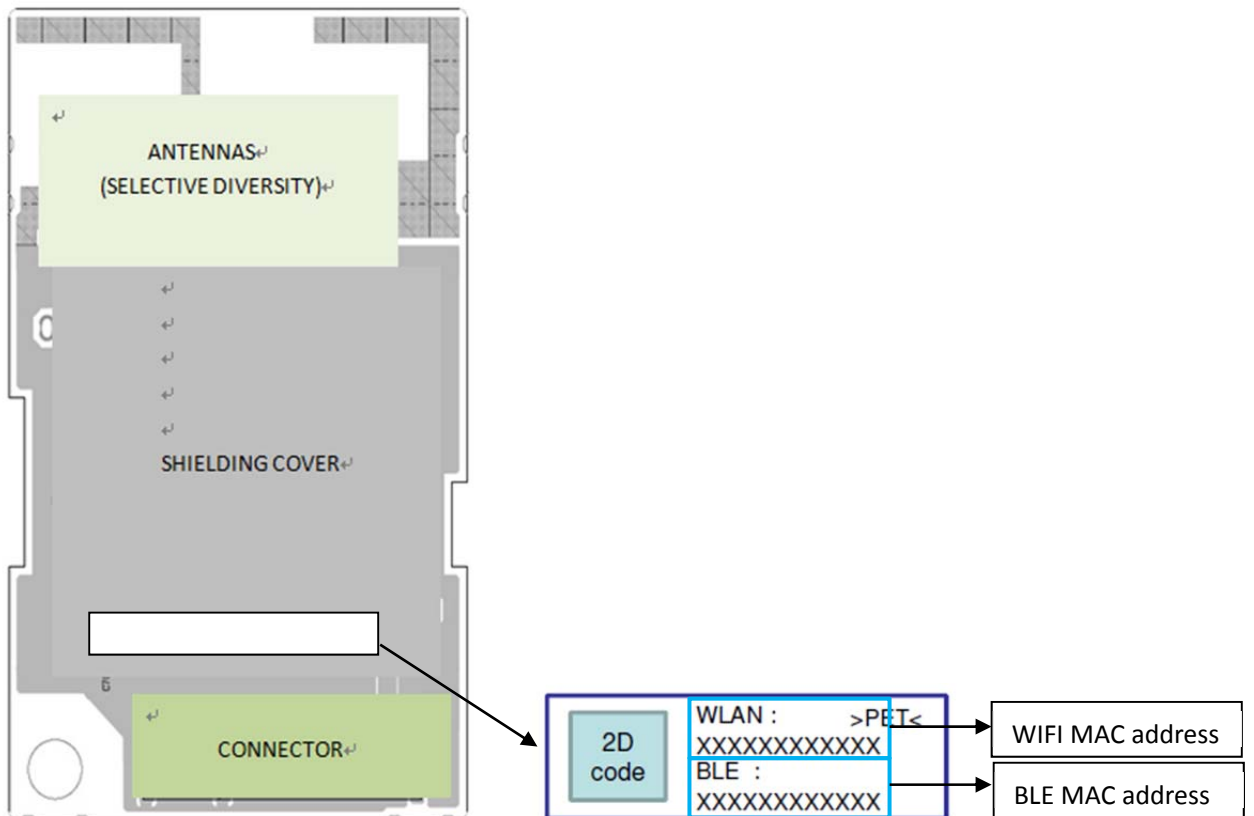 ANTENNAS
(SELECTIVE DIVERSITY)
SHIELDING COVER
CONNECTOR
2D
code
WLAN : >PET<
XXXXXXXXXXXX
BLE :
XXXXXXXXXXXX
WIFI MAC address
BLE MAC address